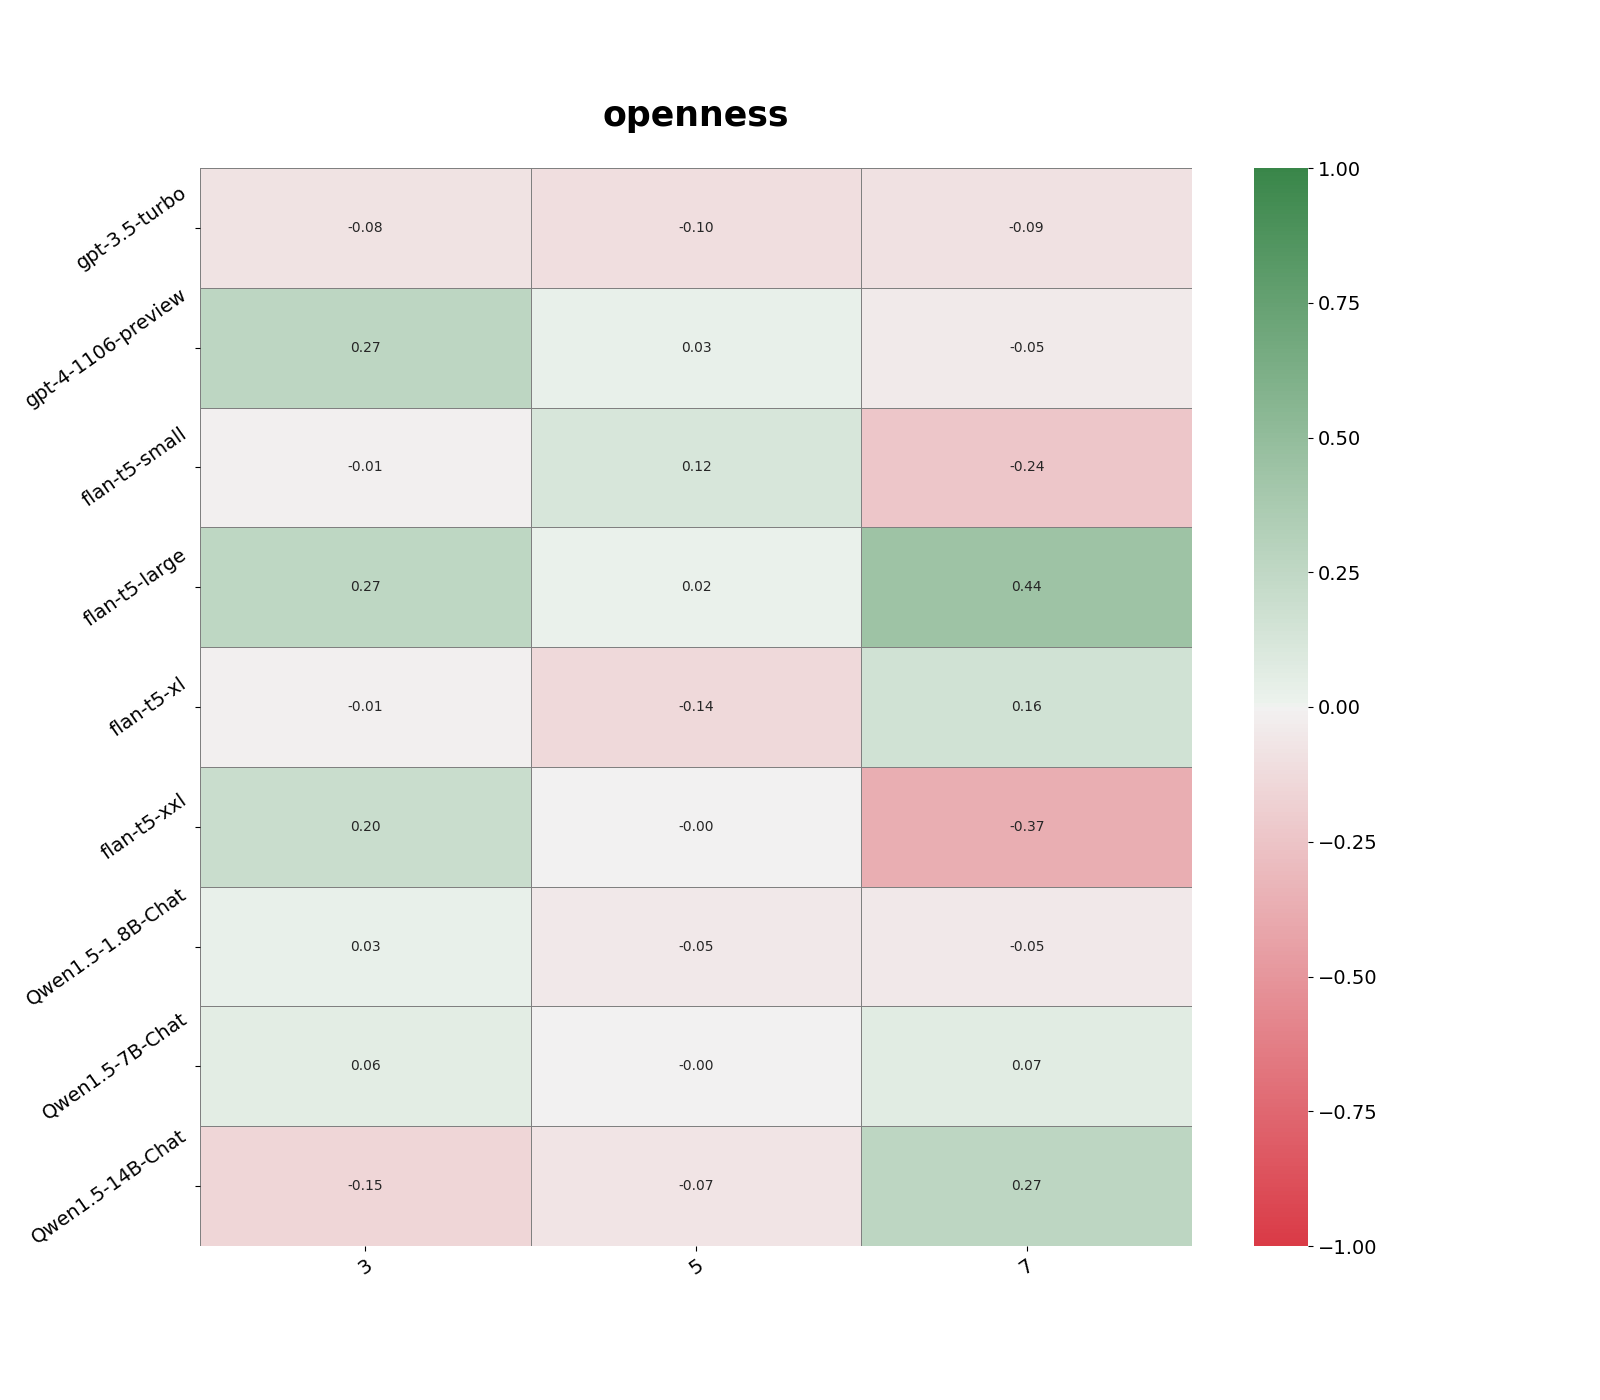 openness
gpt-3.5-turbo -0.08 -0.10 -0.09
gpt-4-1106-preview 0.27 0.03 -0.05
flan-t5-small -0.01 0.12 -0.24
flan-t5-large 0.27 0.02 0.44
flan-t5-xl -0.01 -0.14 0.16
flan-t5-xxl 0.20 -0.00 -0.37
Qwen1.5-1.8B-Chat 0.03 -0.05 -0.05
Qwen1.5-7B-Chat 0.06 -0.00 0.07
Qwen1.5-14B-Chat -0.15 -0.07 0.27
3 5 7
1.00
0.75
0.50
0.25
0.00
−0.25
−0.50
−0.75
−1.00